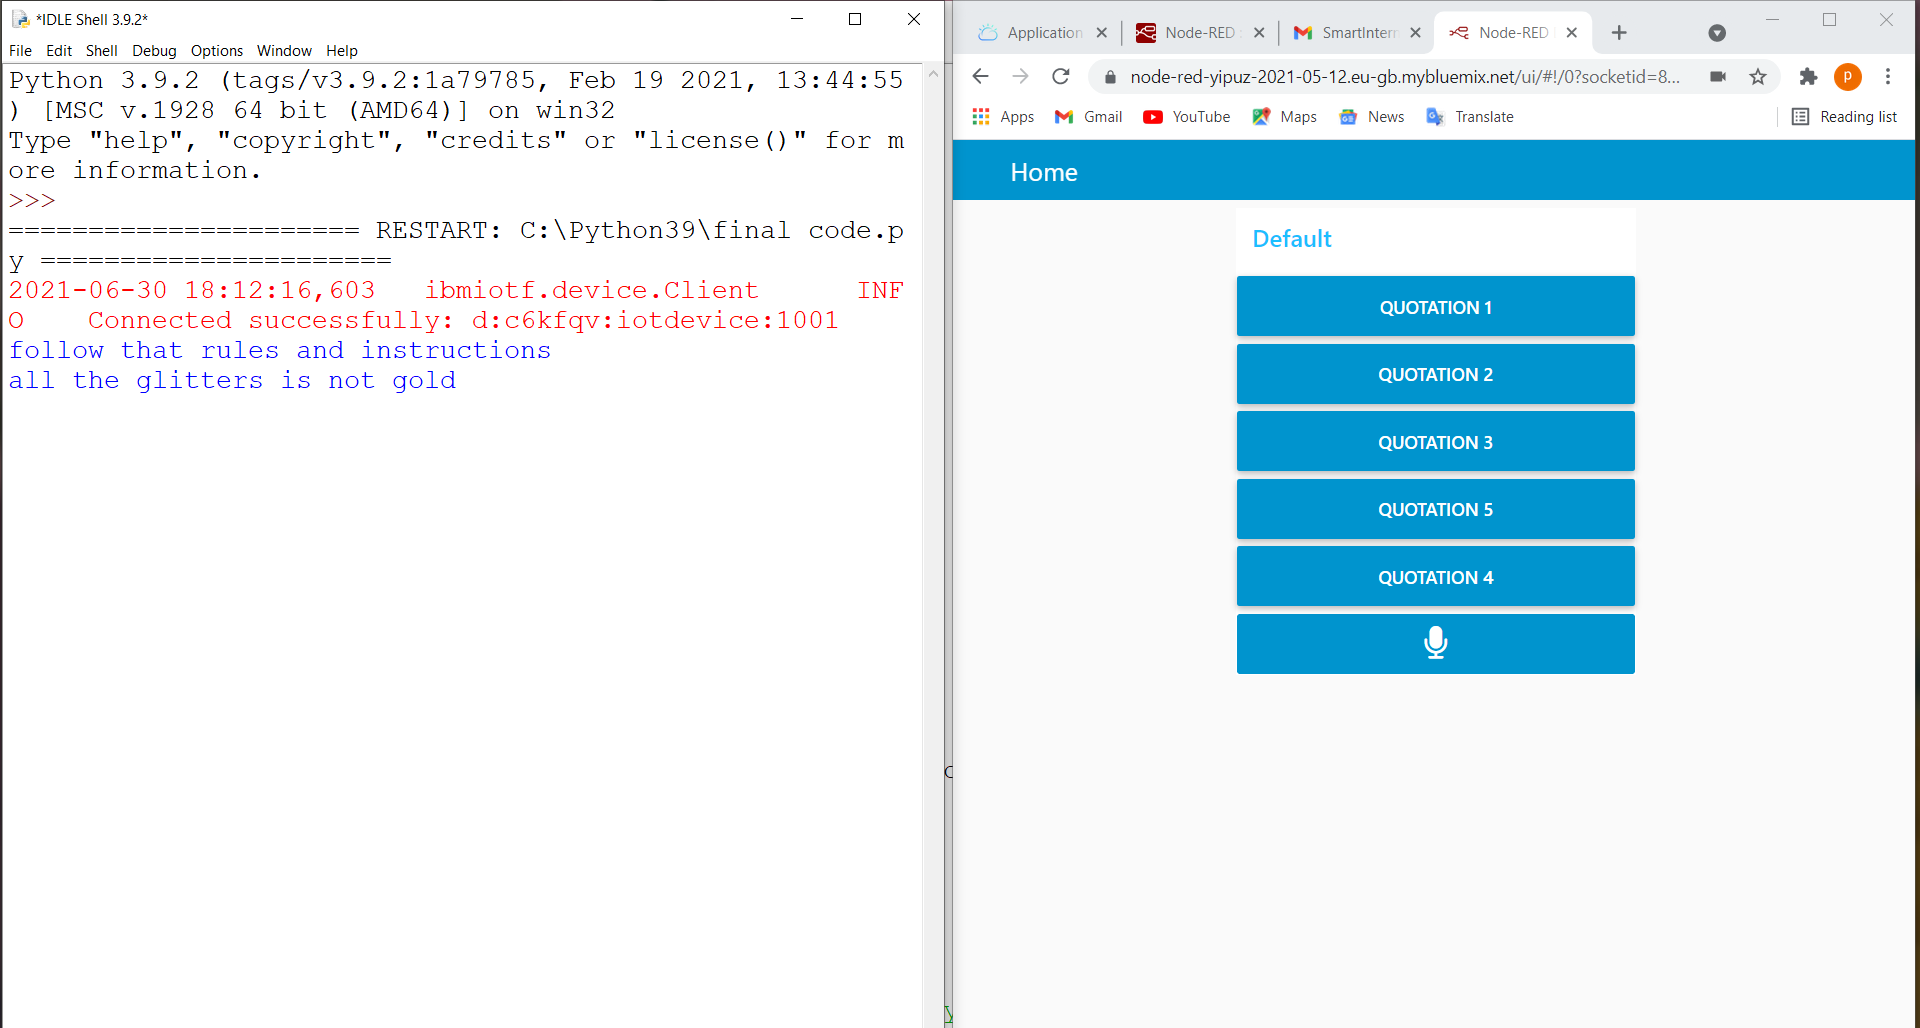 *IDLE Shell 3.9.2*
File Edit Shell Debug Options Window Help
Python 3.9.2 (tags/v3.9.2:1a79785, Feb 19 2021, 13:44:55
) [MSC v.1928 64 bit (AMD64)] on win32
Type "help", "copyright", "credits" or "license()" for m
ore information.
>>>
====================== RESTART: C:\Python39\final code.p
y ======================
2021-06-30 18:12:16,603   ibmiotf.device.Client      INF
O    Connected successfully: d:c6kfqv:iotdevice:1001
follow that rules and instructions
all the glitters is not gold
Application Node-RED : SmartIntern Node-RED
node-red-yipuz-2021-05-12.eu-gb.mybluemix.net/ui/#!/0?socketid=8...
P
Apps Gmail YouTube Maps News Translate Reading list
Home
Default
QUOTATION 1
QUOTATION 2
QUOTATION 3
QUOTATION 5
QUOTATION 4